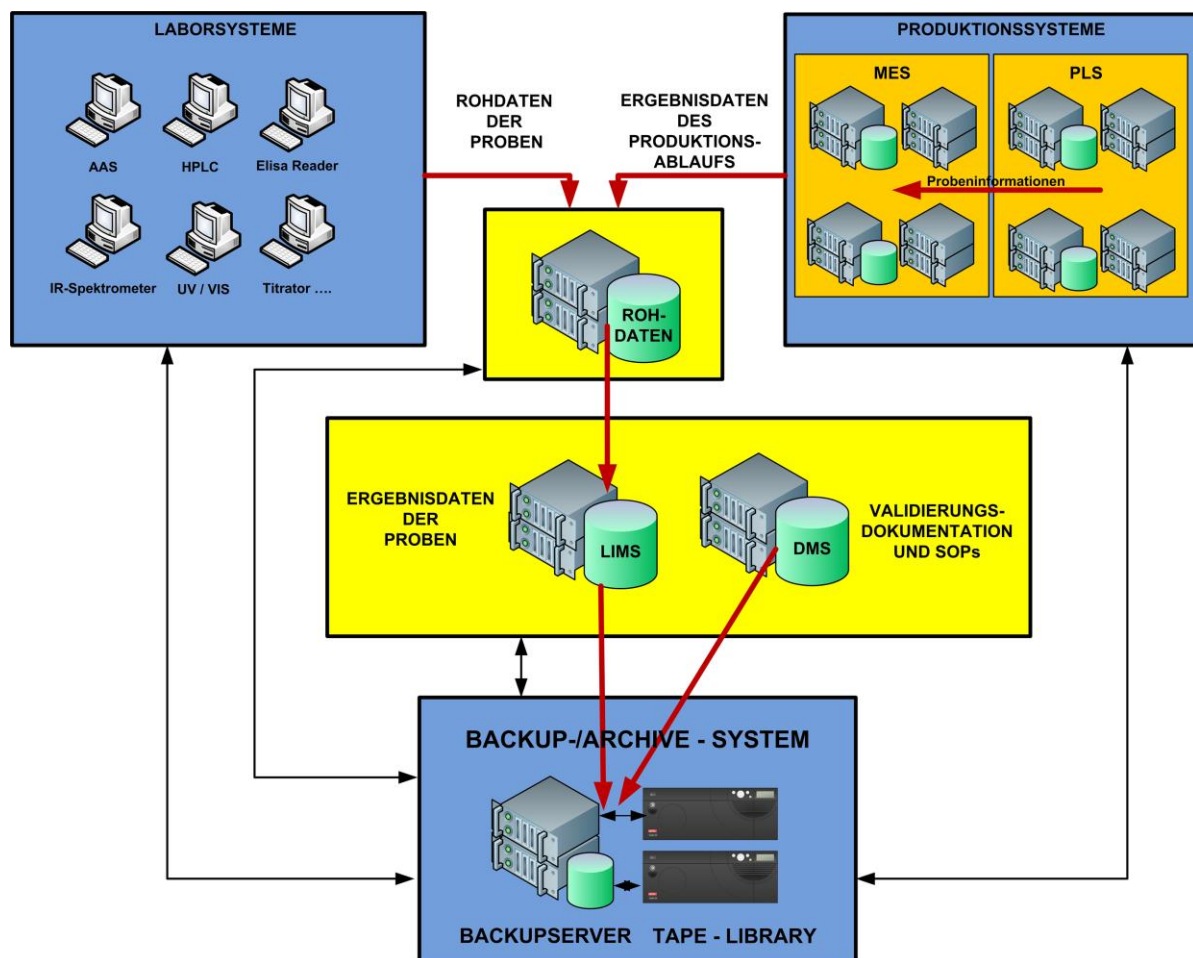 LABORSYSTEME
AAS
HPLC
Elisa Reader
IR-Spektrometer
UV / VIS
Titrator ....
ROHDATEN
DER
PROBEN
ERGEBNISDATEN
DES
PRODUKTIONS-
ABLAUFS
PRODUKTIONSSYSTEME
MES
PLS
Probeninformationen
ROH-
DATEN
ERGEBNISDATEN
DER
PROBEN
LIMS
DMS
VALIDIERUNGS-
DOKUMENTATION
UND SOPs
BACKUP-/ARCHIVE - SYSTEM
BACKUPSERVER
TAPE - LIBRARY